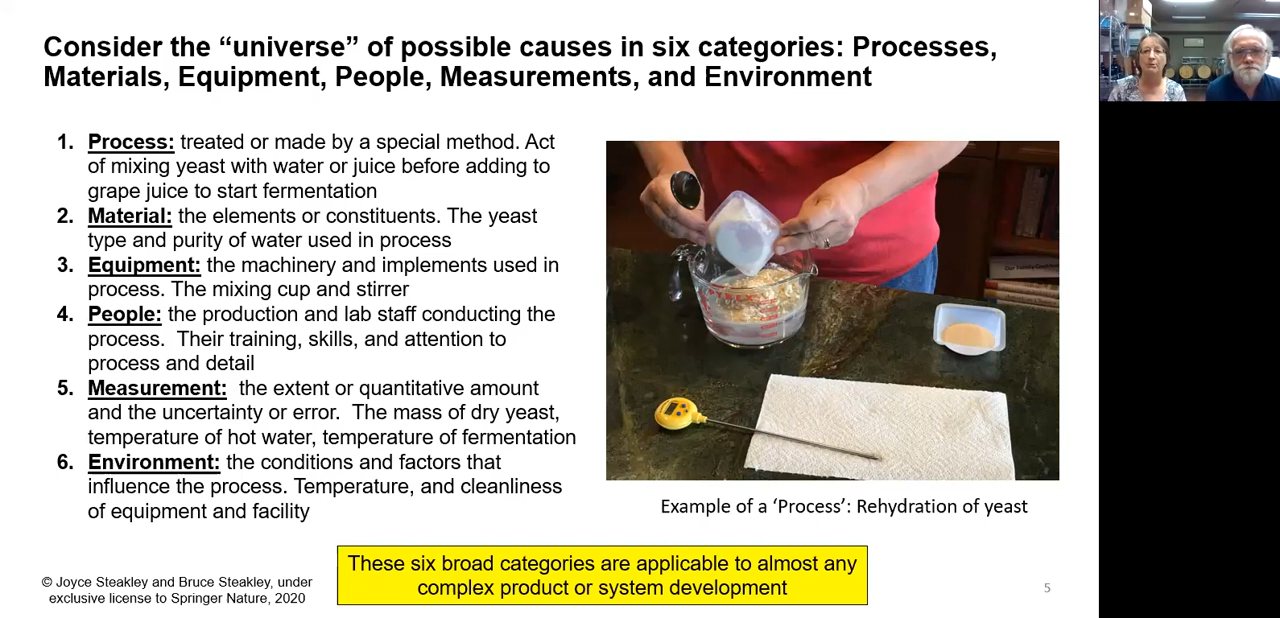 Consider the “universe” of possible causes in six categories: Processes,
Materials, Equipment, People, Measurements, and Environment
1. Process: treated or made by a special method. Act
of mixing yeast with water or juice before adding to
grape juice to start fermentation
2. Material: the elements or constituents. The yeast
type and purity of water used in process
3. Equipment: the machinery and implements used in
process. The mixing cup and stirrer
4. People: the production and lab staff conducting the
process.  Their training, skills, and attention to
process and detail
5. Measurement:  the extent or quantitative amount
and the uncertainty or error.  The mass of dry yeast,
temperature of hot water, temperature of fermentation
6. Environment: the conditions and factors that
influence the process. Temperature, and cleanliness
of equipment and facility
PYREX
Our Family
Example of a ‘Process’: Rehydration of yeast
These six broad categories are applicable to almost any
complex product or system development
© Joyce Steakley and Bruce Steakley, under
exclusive license to Springer Nature, 2020
5